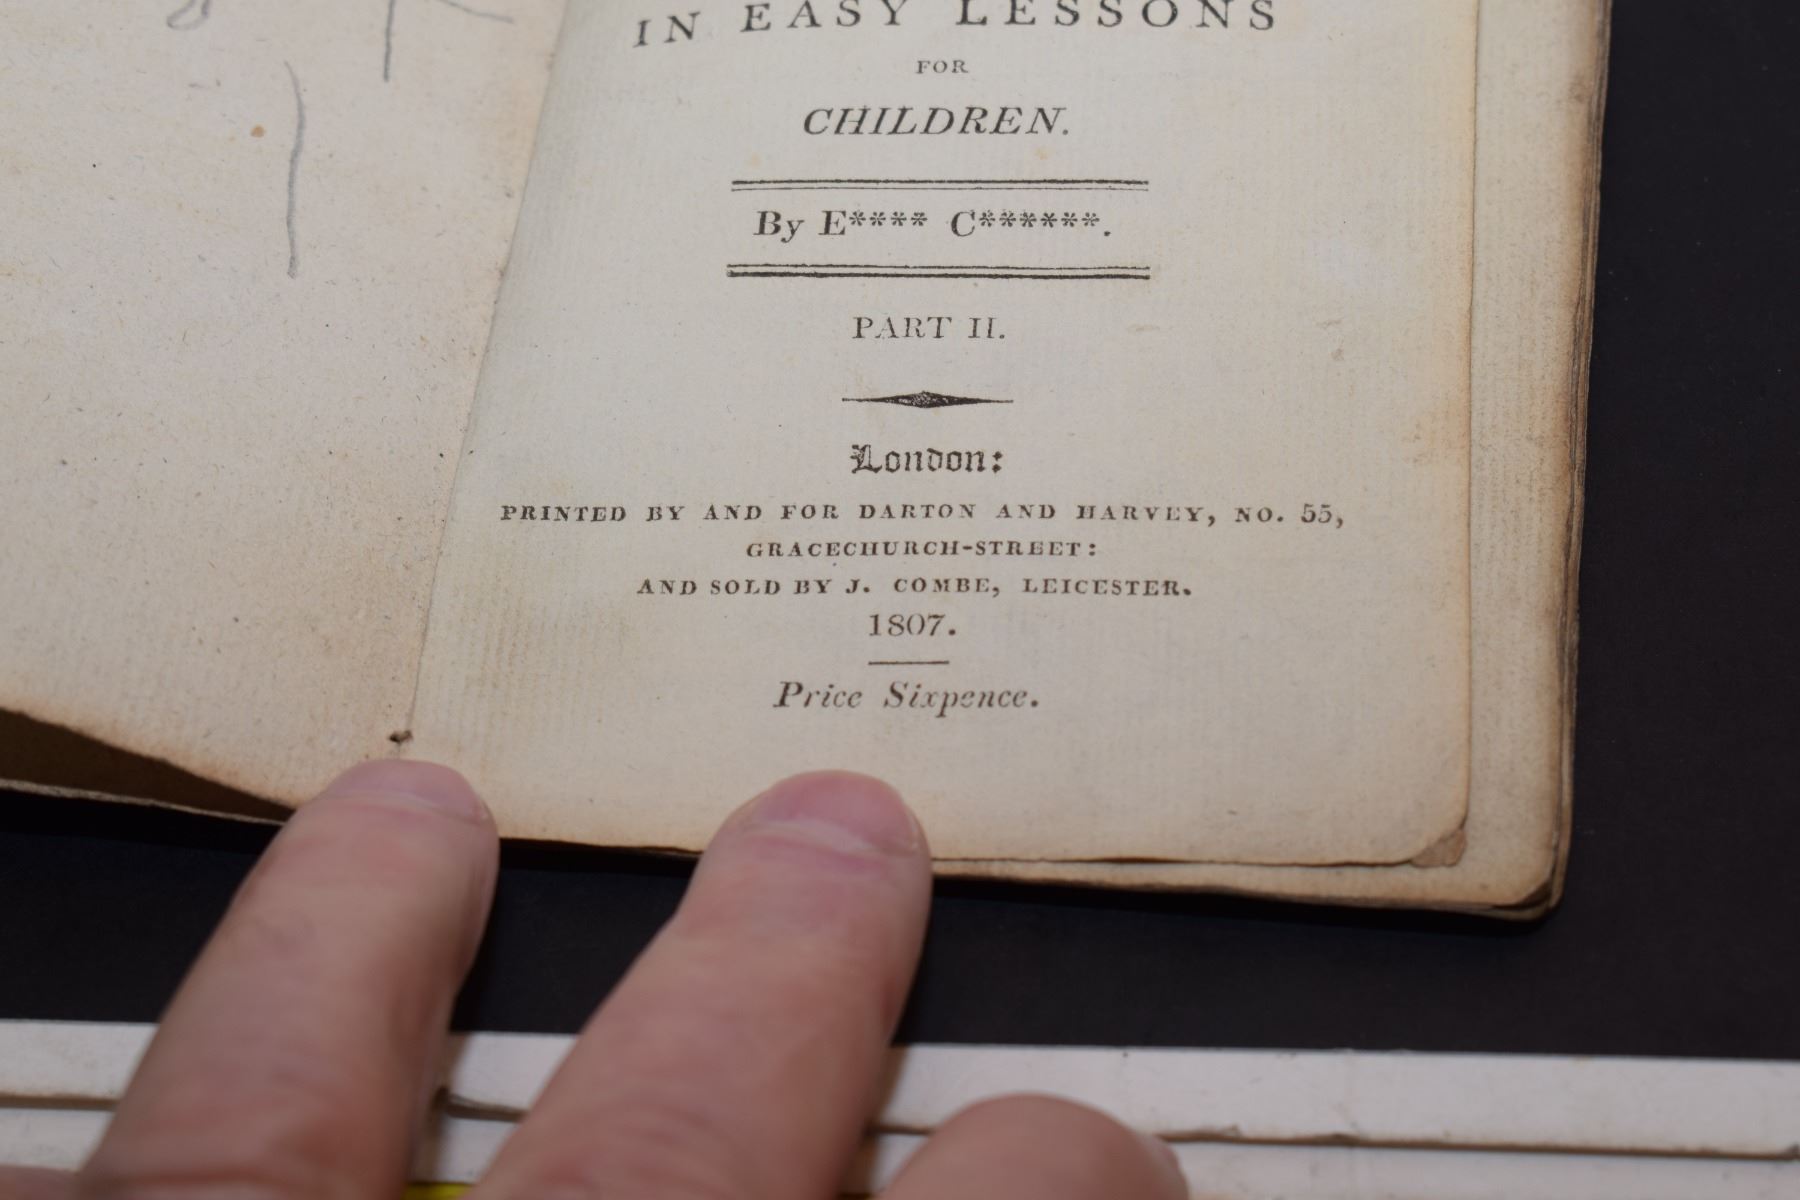 IN EASY LESSONS
FOR
CHILDREN.
By E**** C******.
PART II.
London:
PRINTED BY AND FOR DARTON AND HARVEY, NO. 55,
GRACECHURCH-STREET:
AND SOLD BY J. COMBE, LEICESTER.
1807.
Price Sixpence.